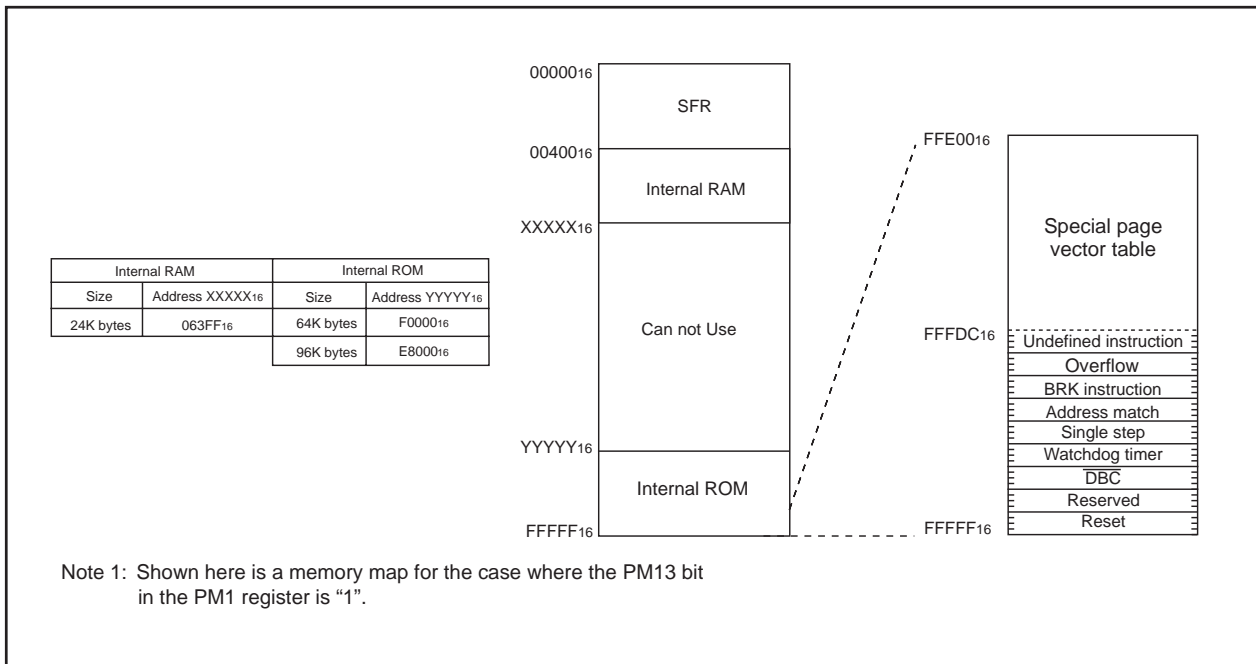 Internal RAM
Internal ROM
Size
Address XXXXX16
Size
Address YYYYY16
24K bytes
063FF16
64K bytes
F000016
96K bytes
E800016
0000016
SFR
0040016
Internal RAM
XXXXX16
Can not Use
YYYYY16
Internal ROM
FFFFF16
FFE0016
Special page
vector table
FFFDC16
Undefined instruction
Overflow
BRK instruction
Address match
Single step
Watchdog timer
DBC
Reserved
Reset
FFFFF16
Note 1: Shown here is a memory map for the case where the PM13 bit
in the PM1 register is “1”.